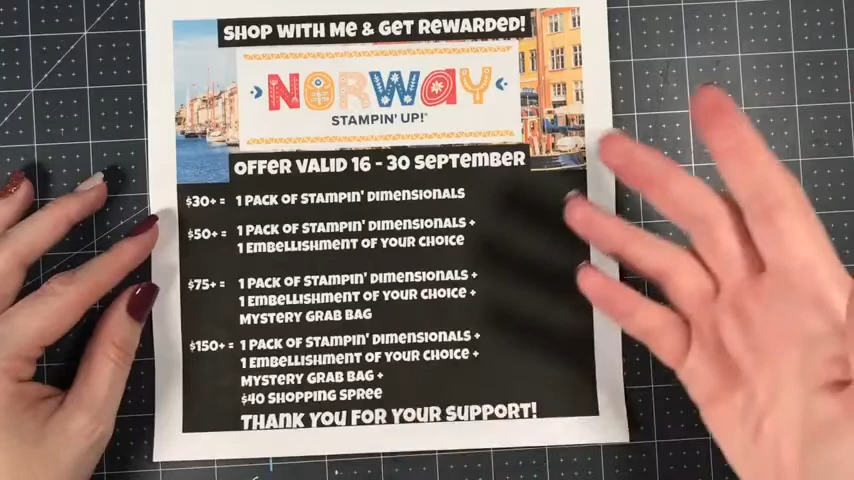 SHOP WITH Me & GeT ReWARDeD!
NORWaY
STAMPIN' UP!®
OFFeR VALID 16 - 30 SePTeMBeR
$30+ = 1 PACK OF STAMPIN' DIMeNSIONALS
$50+ = 1 PACK OF STAMPIN' DIMeNSIONALS +
1 eMBeLLISHMeNT OF YOUR CHOICe
$75+ = 1 PACK OF STAMPIN' DIMeNSIONALS +
1 eMBeLLISHMeNT OF YOUR CHOICe +
MYSTeRY GRAB BAG
$150+ = 1 PACK OF STAMPIN' DIMeNSIONALS +
1 eMBeLLISHMeNT OF YOUR CHOICe +
MYSTeRY GRAB BAG +
$40 SHOPPING SPRee
THANK YOU FOR YOUR SUPPORT!